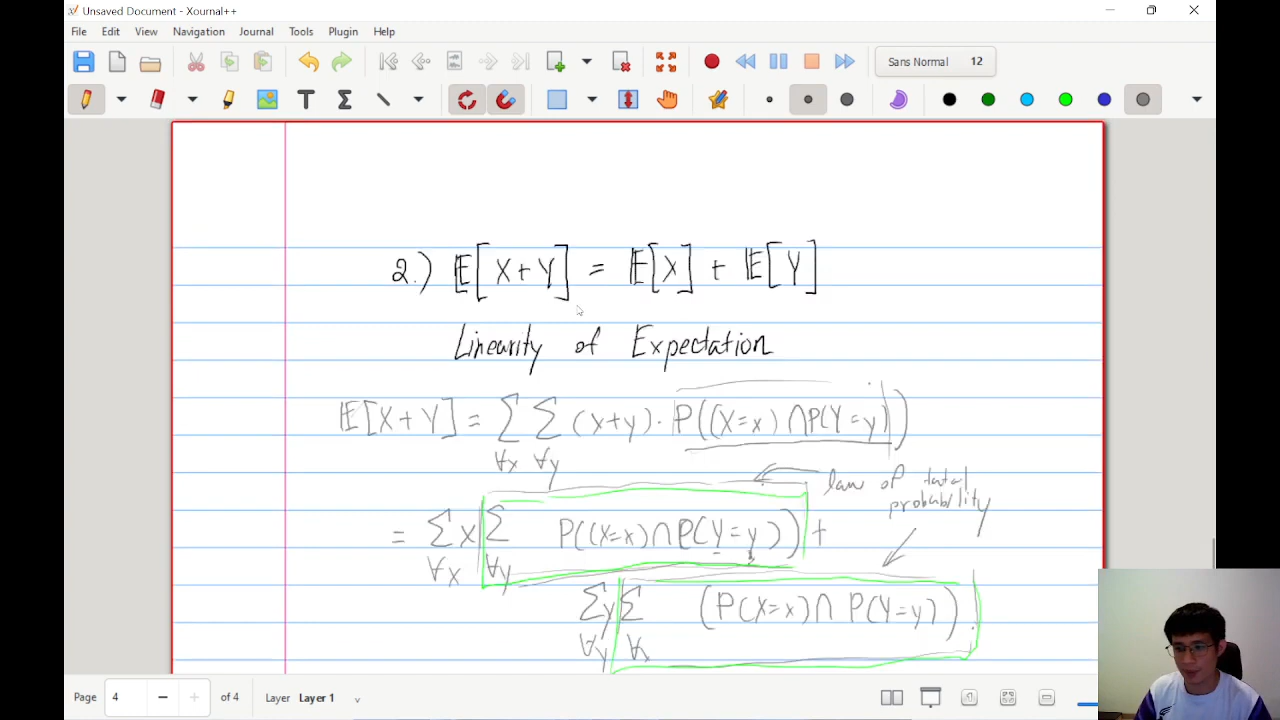 Unsaved Document - Xournal++
File Edit View Navigation Journal Tools Plugin Help
Sans Normal 12
2.) 𝔼[X+Y] = 𝔼[X] + 𝔼[Y]
Linearity of Expectation
𝔼[X+Y] = ∑∀x ∑∀y (x+y) · P((X=x) ∩ P(Y=y))
law of total probability
= ∑∀x x ∑∀y P((X=x) ∩ P(Y=y)) +
∑∀y y ∑∀x (P(X=x) ∩ P(Y=y)).
Page 4 of 4 Layer Layer 1